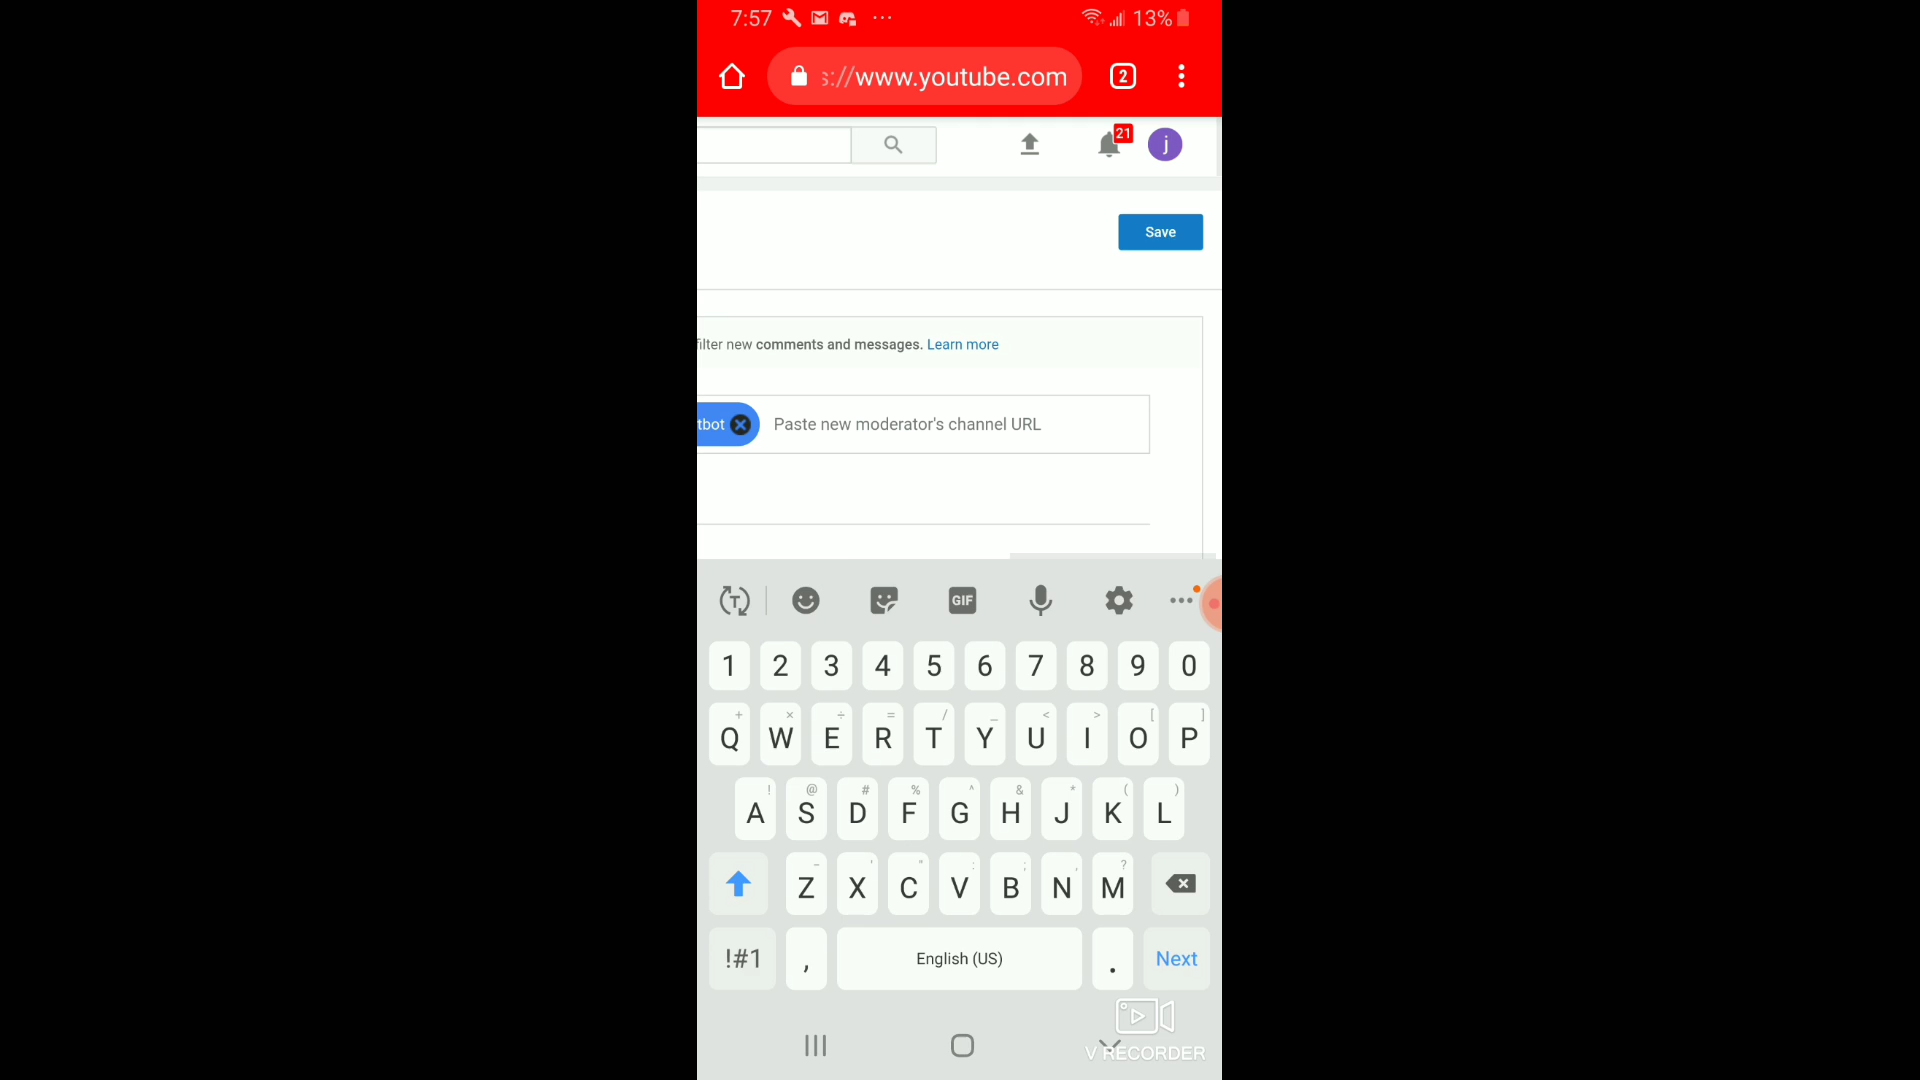 7:57 ... 13%
s://www.youtube.com 2
21 j
Save
filter new comments and messages. Learn more
tbot Paste new moderator's channel URL
T GIF ...
1 2 3 4 5 6 7 8 9 0
+ × ÷ = / _ < > [ ]
Q W E R T Y U I O P
! @ # % ^ & * ( )
A S D F G H J K L
- ' " : ; , ?
Z X C V B N M
!#1 , English (US) . Next
V RECORDER